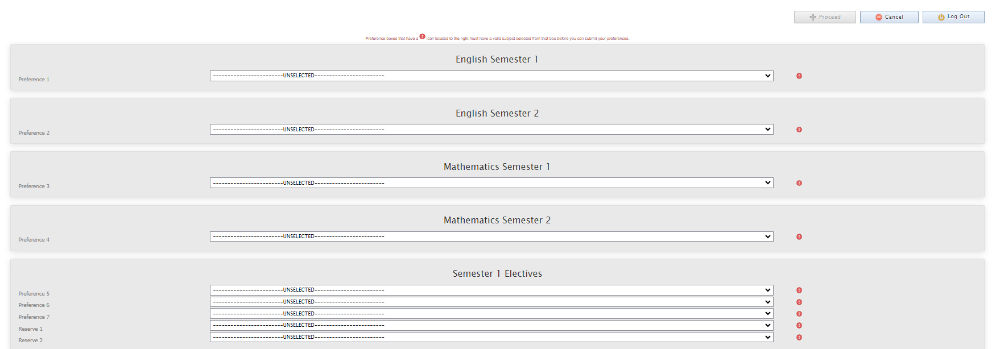 Proceed Cancel Log Out
Preference boxes that have a icon located to the right must have a valid subject selected from that box before you can submit your preferences.
English Semester 1
Preference 1 ------------------------UNSELECTED------------------------
English Semester 2
Preference 2 ------------------------UNSELECTED------------------------
Mathematics Semester 1
Preference 3 ------------------------UNSELECTED------------------------
Mathematics Semester 2
Preference 4 ------------------------UNSELECTED------------------------
Semester 1 Electives
Preference 5 ------------------------UNSELECTED------------------------
Preference 6 ------------------------UNSELECTED------------------------
Preference 7 ------------------------UNSELECTED------------------------
Reserve 1 ------------------------UNSELECTED------------------------
Reserve 2 ------------------------UNSELECTED------------------------